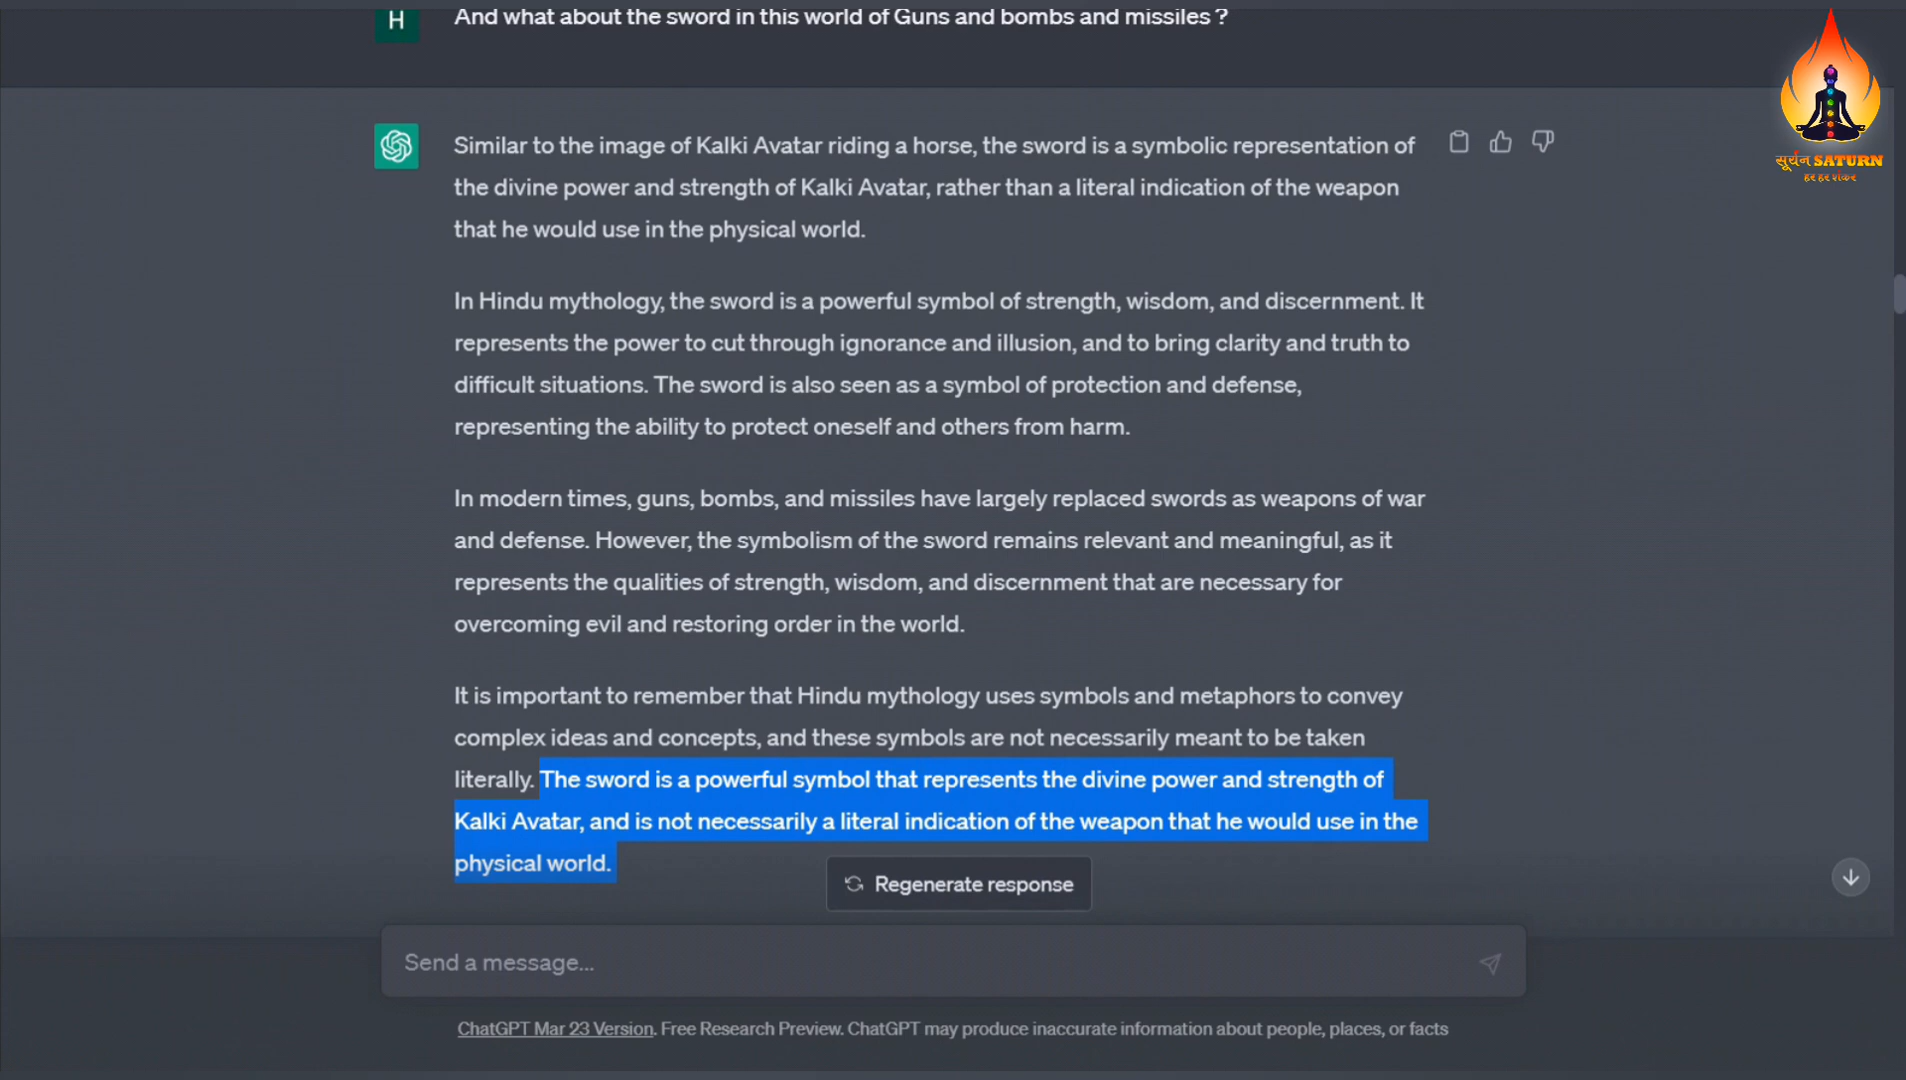 H
And what about the sword in this world of Guns and bombs and missiles ?
Similar to the image of Kalki Avatar riding a horse, the sword is a symbolic representation of
the divine power and strength of Kalki Avatar, rather than a literal indication of the weapon
that he would use in the physical world.
In Hindu mythology, the sword is a powerful symbol of strength, wisdom, and discernment. It
represents the power to cut through ignorance and illusion, and to bring clarity and truth to
difficult situations. The sword is also seen as a symbol of protection and defense,
representing the ability to protect oneself and others from harm.
In modern times, guns, bombs, and missiles have largely replaced swords as weapons of war
and defense. However, the symbolism of the sword remains relevant and meaningful, as it
represents the qualities of strength, wisdom, and discernment that are necessary for
overcoming evil and restoring order in the world.
It is important to remember that Hindu mythology uses symbols and metaphors to convey
complex ideas and concepts, and these symbols are not necessarily meant to be taken
literally. The sword is a powerful symbol that represents the divine power and strength of
Kalki Avatar, and is not necessarily a literal indication of the weapon that he would use in the
physical world.
Regenerate response
Send a message...
ChatGPT Mar 23 Version. Free Research Preview. ChatGPT may produce inaccurate information about people, places, or facts
सूर्यन SATURN
हर हर शंकर